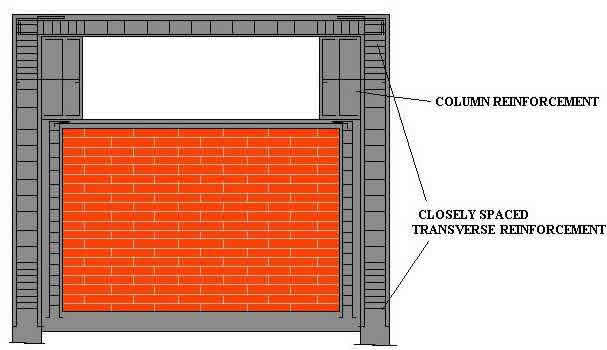 COLUMN REINFORCEMENT
CLOSELY SPACED
TRANSVERSE REINFORCEMENT